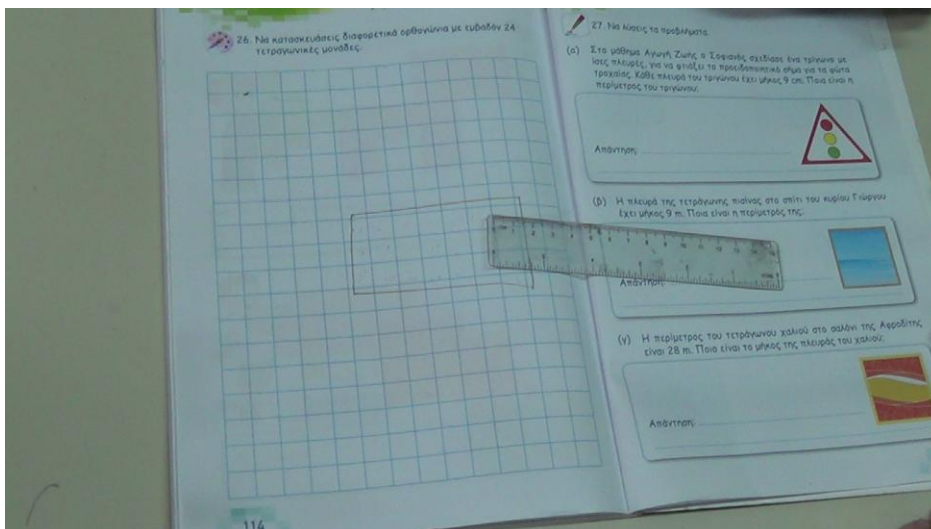 26. Να κατασκευάσεις διαφορετικά ορθογώνια με εμβαδόν 24
τετραγωνικές μονάδες.
114
27. Να λύσεις τα προβλήματα.
(α) Στο μάθημα Αγωγή Ζωής ο Σοφιανός σχεδίασε ένα τρίγωνο με
ίσες πλευρές, για να φτιάξει το προειδοποιητικό σήμα για τα φώτα
τροχαίας. Κάθε πλευρά του τριγώνου έχει μήκος 9 cm. Ποια είναι η
περίμετρος του τριγώνου;
Απάντηση:
(β) Η πλευρά της τετράγωνης πισίνας στο σπίτι του κυρίου Γιώργου
έχει μήκος 9 m. Ποια είναι η περίμετρός της;
Απάντηση:
(γ) Η περίμετρος του τετράγωνου χαλιού στο σαλόνι της Αφροδίτης
είναι 28 m. Ποιο είναι το μήκος της πλευράς του χαλιού;
Απάντηση: